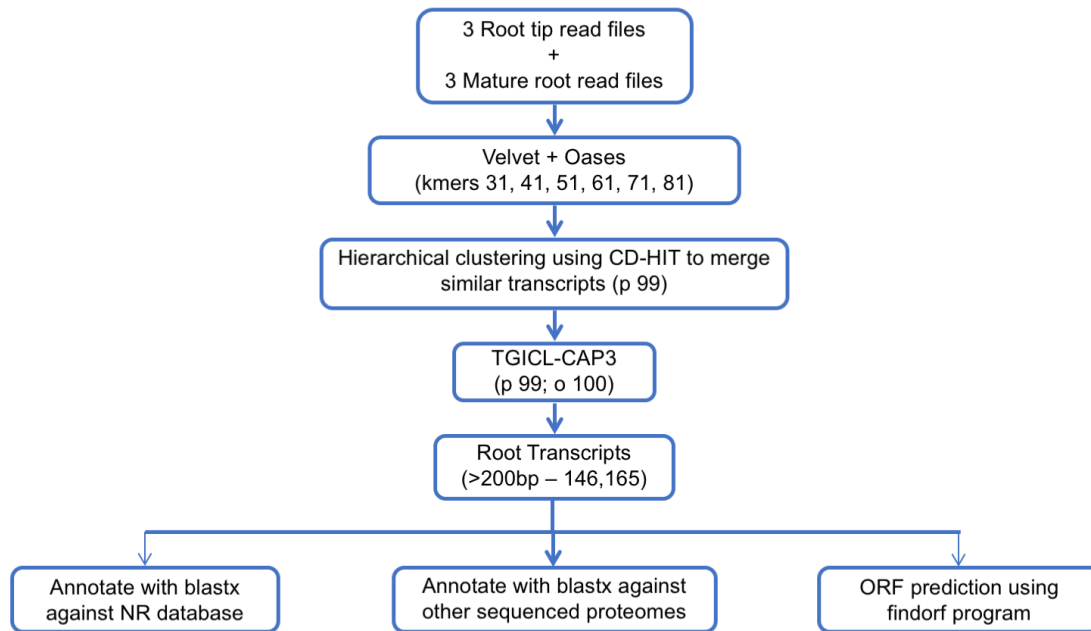 3 Root tip read files
+
3 Mature root read files
Velvet + Oases
(kmers 31, 41, 51, 61, 71, 81)
Hierarchical clustering using CD-HIT to merge
similar transcripts (p 99)
TGICL-CAP3
(p 99; o 100)
Root Transcripts
(>200bp – 146,165)
Annotate with blastx
against NR database
Annotate with blastx against
other sequenced proteomes
ORF prediction using
findorf program